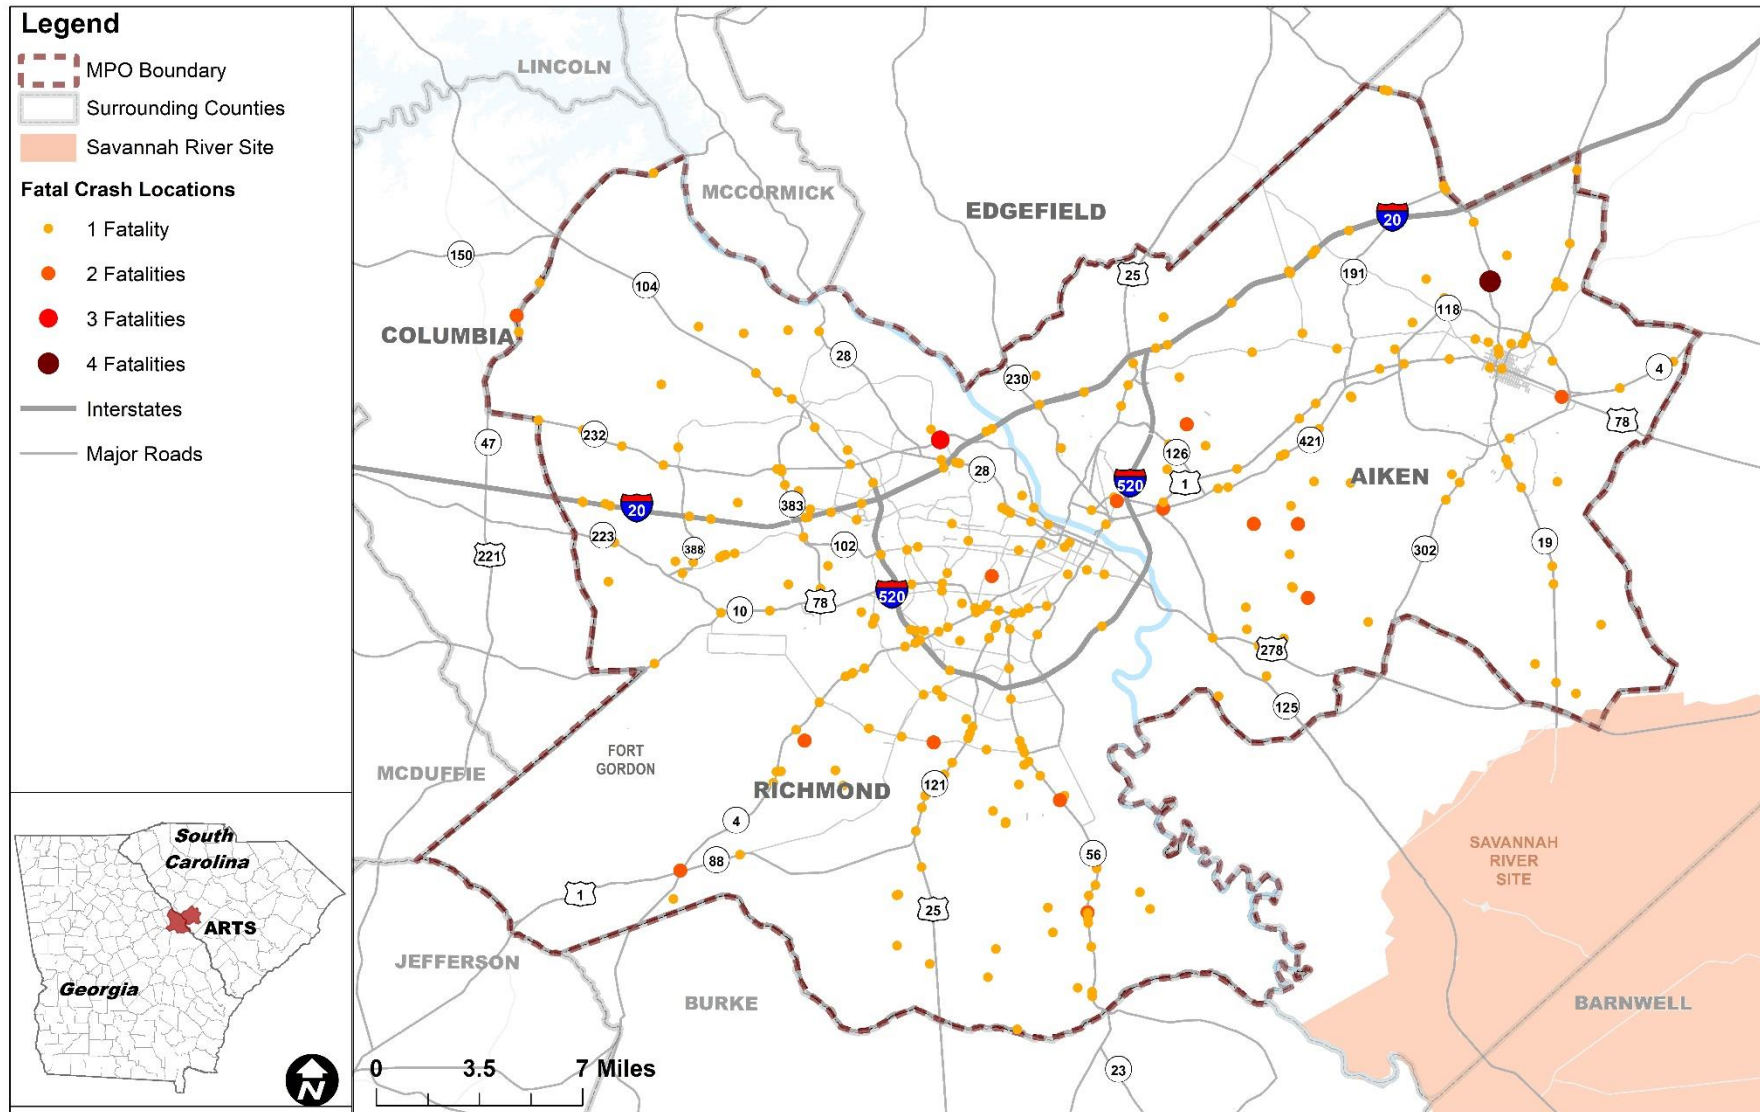 Legend
MPO Boundary
Surrounding Counties
Savannah River Site
Fatal Crash Locations
1 Fatality
2 Fatalities
3 Fatalities
4 Fatalities
Interstates
Major Roads
South
Carolina
ARTS
Georgia
N
LINCOLN
MCCORMICK
EDGEFIELD
20
150
25
191
104
118
COLUMBIA
28
230
4
78
232
47
421
126
28
AIKEN
1
520
383
20
223
221
388
102
302
19
520
10
78
278
125
FORT
GORDON
MCDUFFIE
RICHMOND
121
4
88
56
SAVANNAH
RIVER
SITE
1
25
JEFFERSON
BURKE
BARNWELL
0 3.5 7 Miles
23